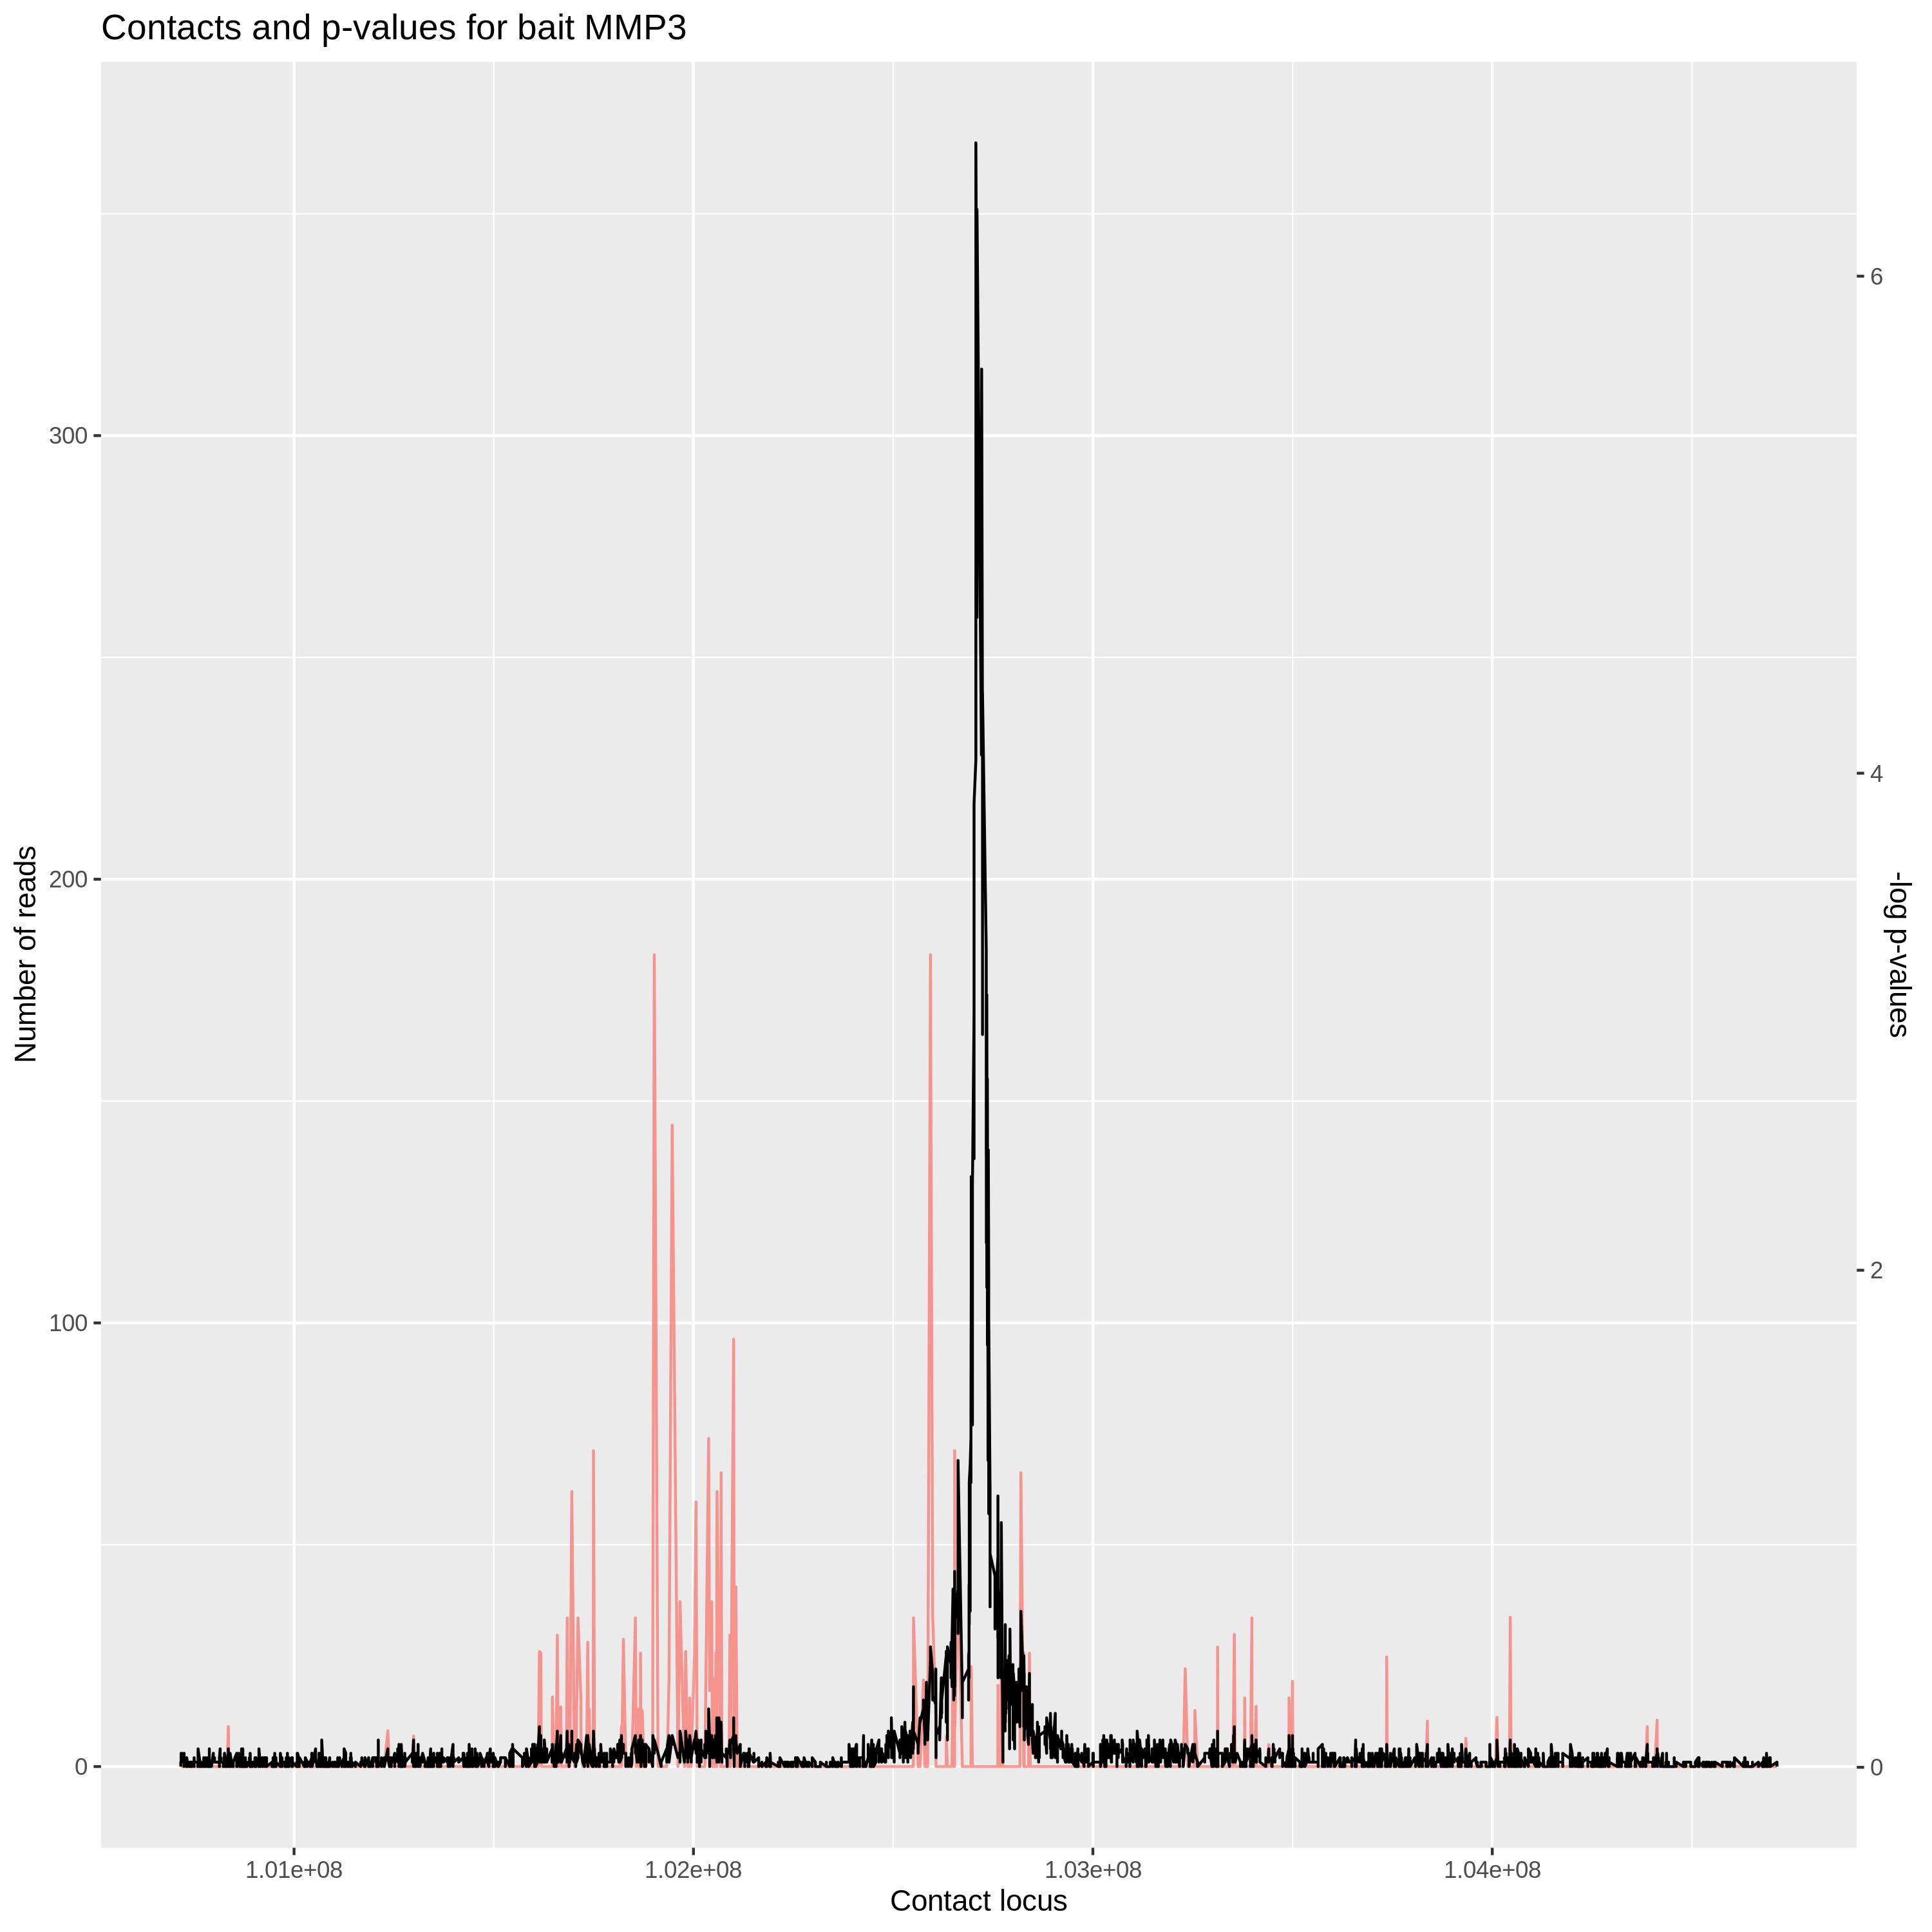 Contacts and p-values for bait MMP3
Number of reads
300
200
100
0
6
4
2
0
-log p-values
1.01e+08 1.02e+08 1.03e+08 1.04e+08
Contact locus